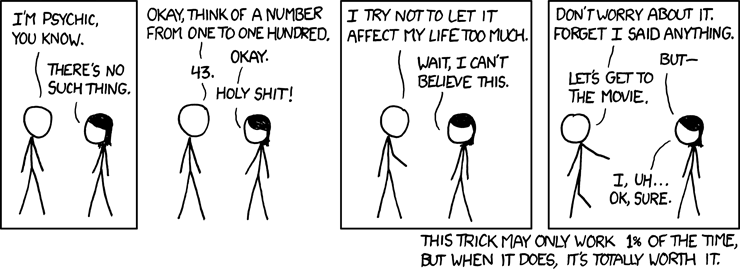 I'M PSYCHIC,
YOU KNOW.
THERE'S NO
SUCH THING.
OKAY, THINK OF A NUMBER
FROM ONE TO ONE HUNDRED.
OKAY.
43.
HOLY SHIT!
I TRY NOT TO LET IT
AFFECT MY LIFE TOO MUCH.
WAIT, I CAN'T
BELIEVE THIS.
DON'T WORRY ABOUT IT.
FORGET I SAID ANYTHING.
BUT—
LET'S GET TO
THE MOVIE.
I, UH...
OK, SURE.
THIS TRICK MAY ONLY WORK 1% OF THE TIME,
BUT WHEN IT DOES, IT'S TOTALLY WORTH IT.